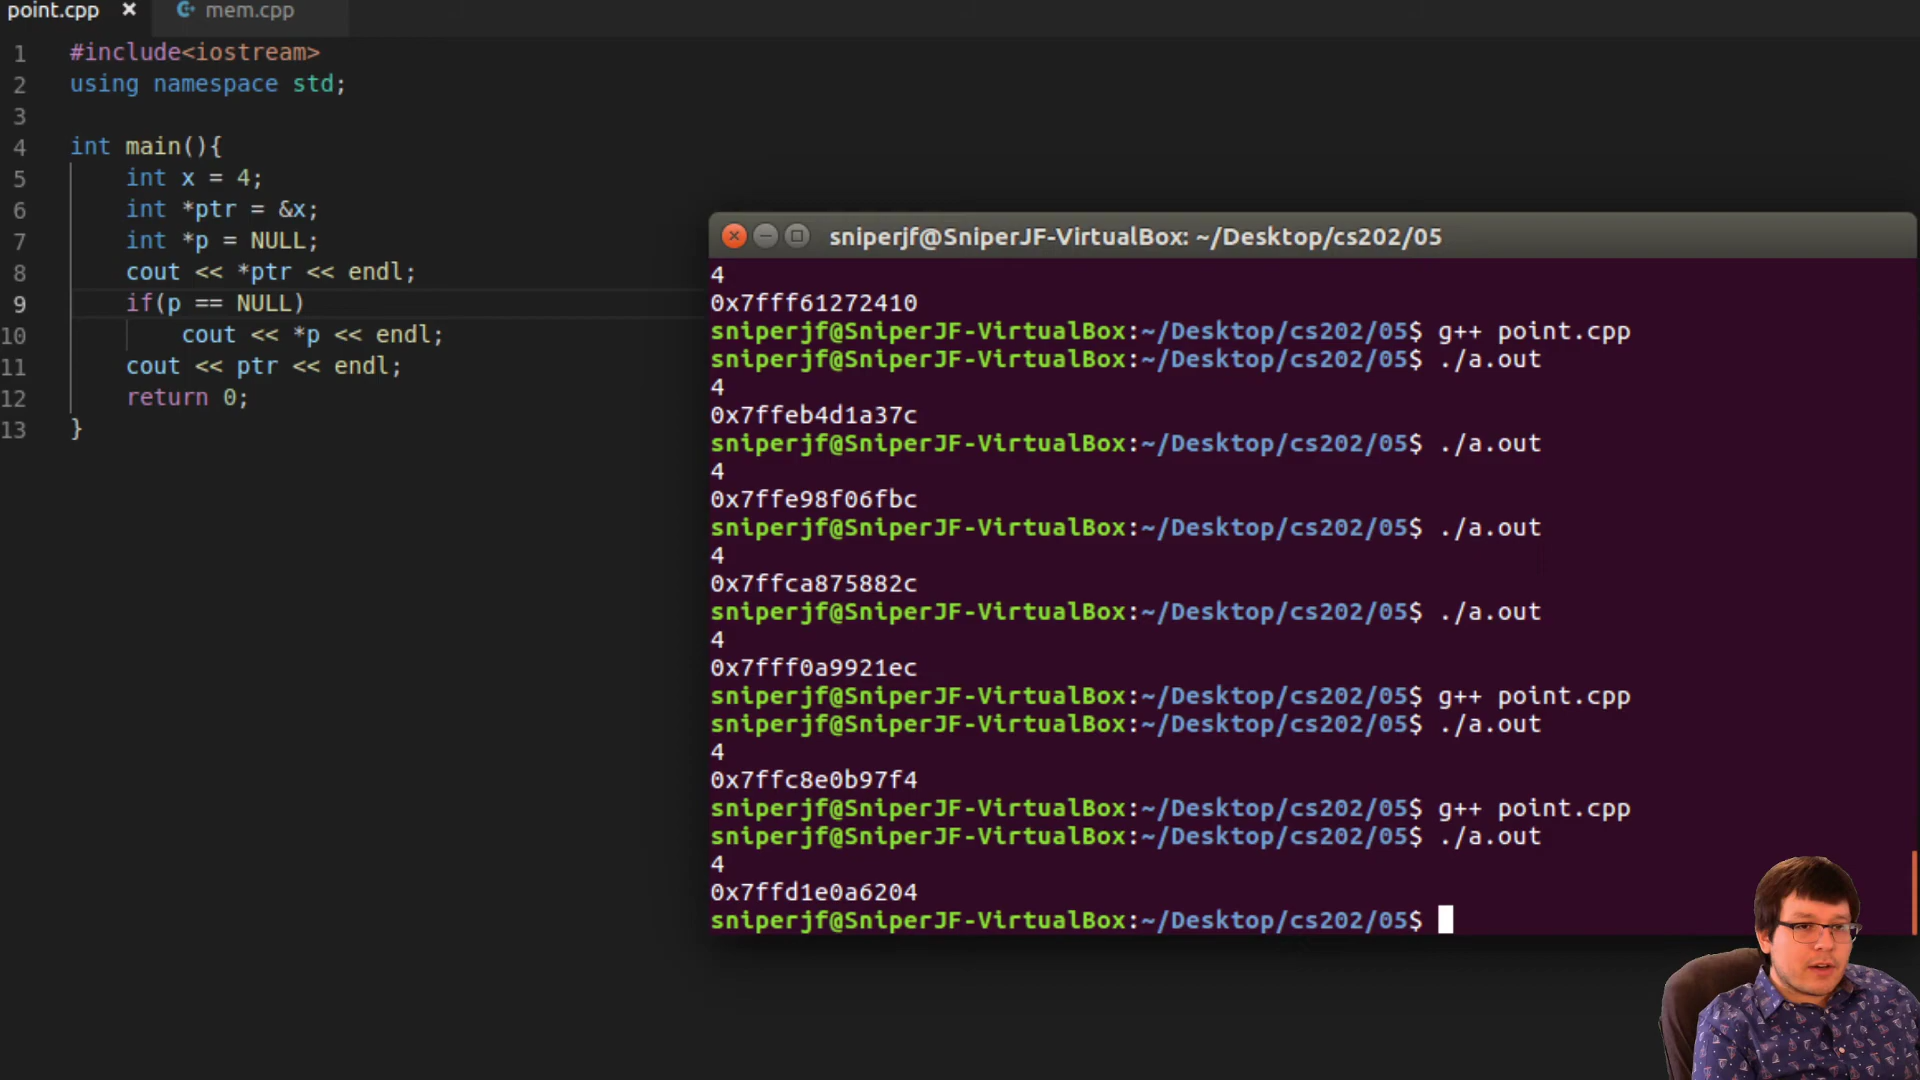 point.cpp × mem.cpp
1 #include<iostream>
2 using namespace std;
3
4 int main(){
5 int x = 4;
6 int *ptr = &x;
7 int *p = NULL;
8 cout << *ptr << endl;
9 if(p == NULL)
10 cout << *p << endl;
11 cout << ptr << endl;
12 return 0;
13 }
sniperjf@SniperJF-VirtualBox: ~/Desktop/cs202/05
4
0x7fff61272410
sniperjf@SniperJF-VirtualBox:~/Desktop/cs202/05$ g++ point.cpp
sniperjf@SniperJF-VirtualBox:~/Desktop/cs202/05$ ./a.out
4
0x7ffeb4d1a37c
sniperjf@SniperJF-VirtualBox:~/Desktop/cs202/05$ ./a.out
4
0x7ffe98f06fbc
sniperjf@SniperJF-VirtualBox:~/Desktop/cs202/05$ ./a.out
4
0x7ffca875882c
sniperjf@SniperJF-VirtualBox:~/Desktop/cs202/05$ ./a.out
4
0x7fff0a9921ec
sniperjf@SniperJF-VirtualBox:~/Desktop/cs202/05$ g++ point.cpp
sniperjf@SniperJF-VirtualBox:~/Desktop/cs202/05$ ./a.out
4
0x7ffc8e0b97f4
sniperjf@SniperJF-VirtualBox:~/Desktop/cs202/05$ g++ point.cpp
sniperjf@SniperJF-VirtualBox:~/Desktop/cs202/05$ ./a.out
4
0x7ffd1e0a6204
sniperjf@SniperJF-VirtualBox:~/Desktop/cs202/05$